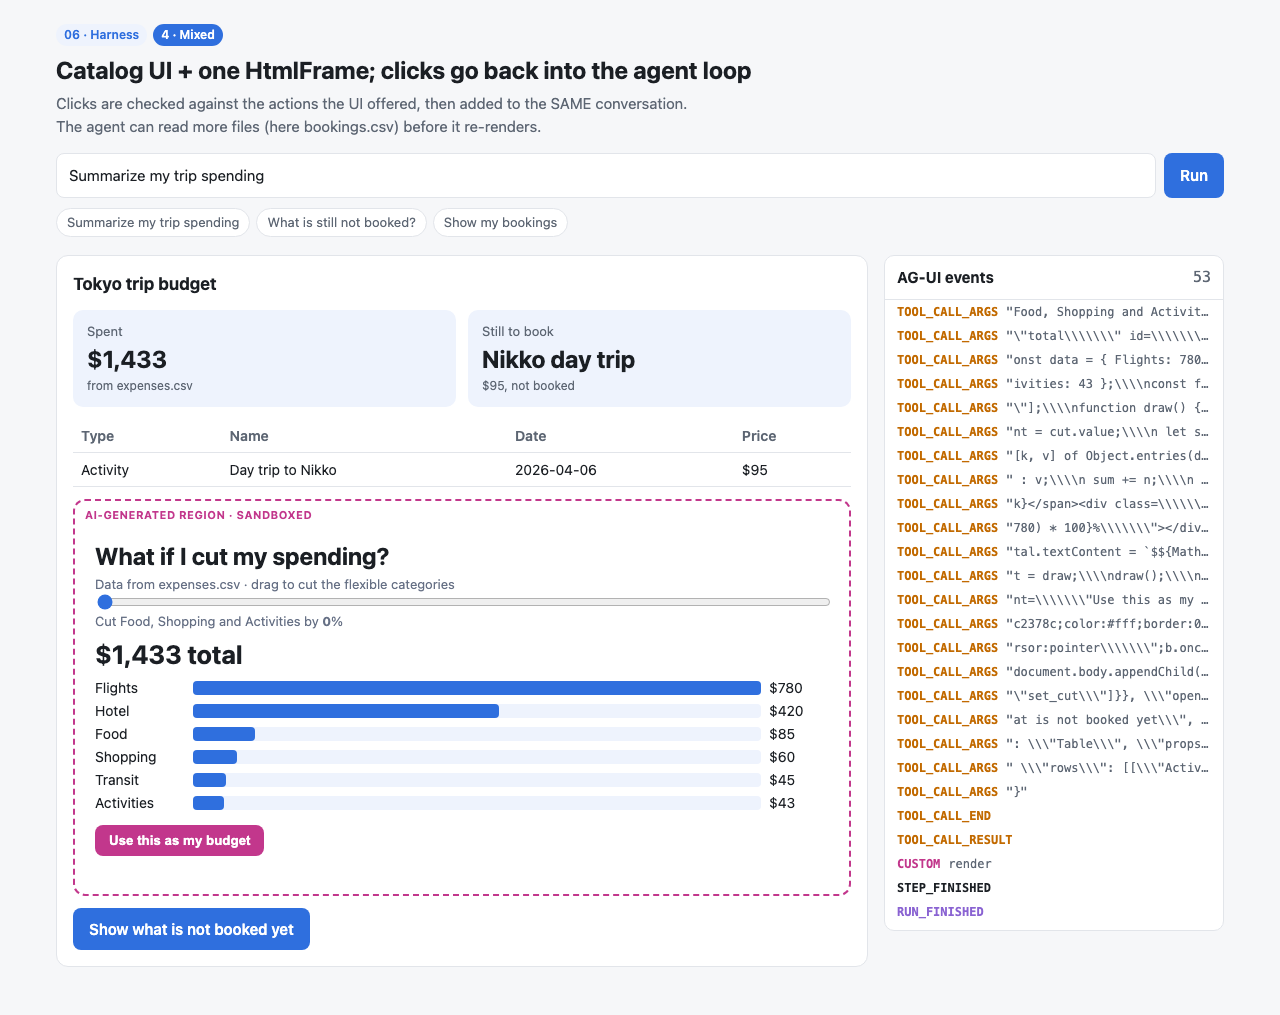 06 · Harness
4 · Mixed
Catalog UI + one HtmlFrame; clicks go back into the agent loop
Clicks are checked against the actions the UI offered, then added to the SAME conversation.
The agent can read more files (here bookings.csv) before it re-renders.
Summarize my trip spending
Run
Summarize my trip spending
What is still not booked?
Show my bookings
Tokyo trip budget
Spent
$1,433
from expenses.csv
Still to book
Nikko day trip
$95, not booked
Type Name Date Price
Activity Day trip to Nikko 2026-04-06 $95
AI-GENERATED REGION · SANDBOXED
What if I cut my spending?
Data from expenses.csv · drag to cut the flexible categories
Cut Food, Shopping and Activities by 0%
$1,433 total
Flights $780
Hotel $420
Food $85
Shopping $60
Transit $45
Activities $43
Use this as my budget
Show what is not booked yet
AG-UI events 53
TOOL_CALL_ARGS "Food, Shopping and Activit…
TOOL_CALL_ARGS "\"total\\\\\\\" id=\\\\\\\…
TOOL_CALL_ARGS "onst data = { Flights: 780…
TOOL_CALL_ARGS "ivities: 43 };\\\\nconst f…
TOOL_CALL_ARGS "\"];\\\\nfunction draw() {…
TOOL_CALL_ARGS "nt = cut.value;\\\\n let s…
TOOL_CALL_ARGS "[k, v] of Object.entries(d…
TOOL_CALL_ARGS " : v;\\\\n sum += n;\\\\n …
TOOL_CALL_ARGS "k}</span><div class=\\\\\\…
TOOL_CALL_ARGS "780) * 100}%\\\\\\\"></div…
TOOL_CALL_ARGS "tal.textContent = `$${Math…
TOOL_CALL_ARGS "t = draw;\\\\ndraw();\\\\n…
TOOL_CALL_ARGS "nt=\\\\\\\"Use this as my …
TOOL_CALL_ARGS "c2378c;color:#fff;border:0…
TOOL_CALL_ARGS "rsor:pointer\\\\\\\";b.onc…
TOOL_CALL_ARGS "document.body.appendChild(…
TOOL_CALL_ARGS "\"set_cut\\\"]}}, \\\"open…
TOOL_CALL_ARGS "at is not booked yet\\\", …
TOOL_CALL_ARGS ": \\\"Table\\\", \\\"props…
TOOL_CALL_ARGS " \\\"rows\\\": [[\\\"Activ…
TOOL_CALL_ARGS "}"
TOOL_CALL_END
TOOL_CALL_RESULT
CUSTOM render
STEP_FINISHED
RUN_FINISHED